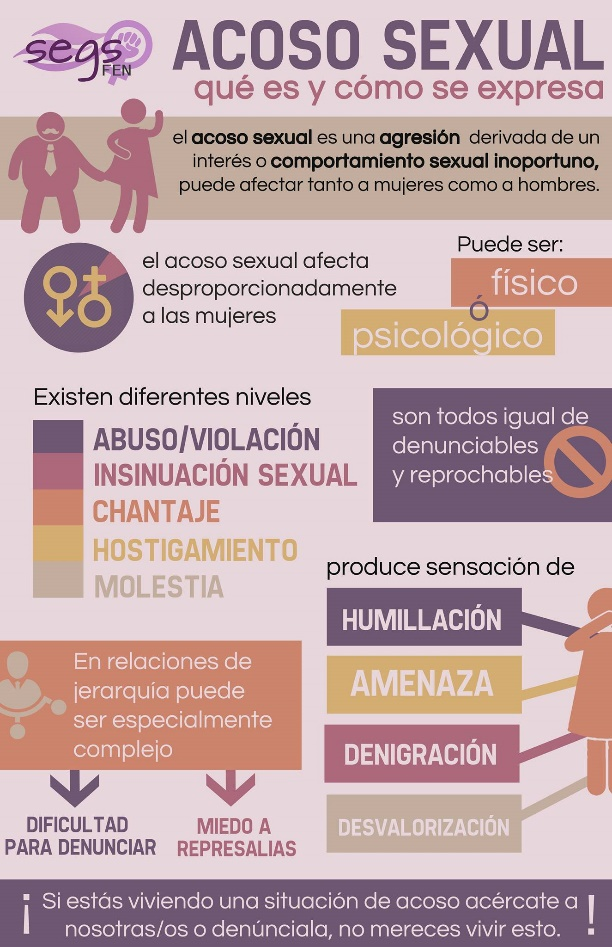 segs
FEN
ACOSO SEXUAL
qué es y cómo se expresa
el acoso sexual es una agresión derivada de un
interés o comportamiento sexual inoportuno,
puede afectar tanto a mujeres como a hombres.
el acoso sexual afecta
desproporcionadamente
a las mujeres
Puede ser:
físico
ó
psicológico
Existen diferentes niveles
ABUSO/VIOLACIÓN
INSINUACIÓN SEXUAL
CHANTAJE
HOSTIGAMIENTO
MOLESTIA
son todos igual de
denunciables
y reprochables
produce sensación de
HUMILLACIÓN
AMENAZA
DENIGRACIÓN
DESVALORIZACIÓN
En relaciones de
jerarquía puede
ser especialmente
complejo
DIFICULTAD
PARA DENUNCIAR
MIEDO A
REPRESALIAS
¡ Si estás viviendo una situación de acoso acércate a
nosotras/os o denúnciala, no mereces vivir esto. !